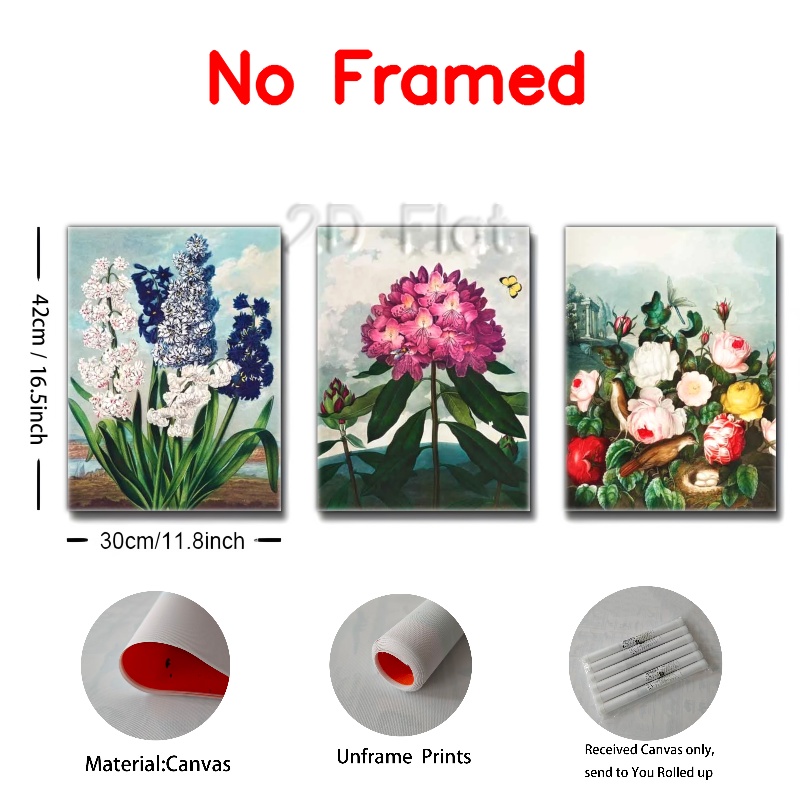 No Framed
2D Flat
42cm / 16.5inch
30cm/11.8inch
Material:Canvas
Unframe Prints
Received Canvas only,
send to You Rolled up